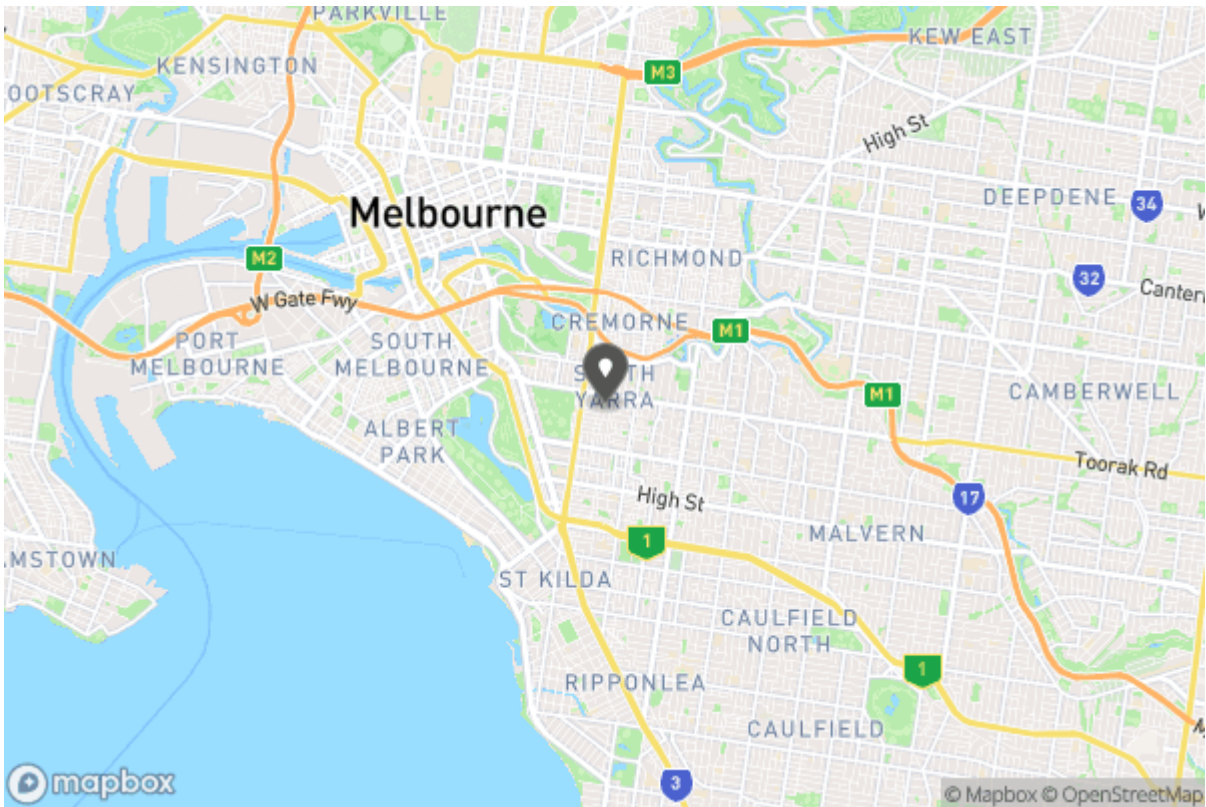 PARKVILLE
KEW EAST
KENSINGTON
M3
OOTSCRAY
High St
DEEPDENE
34
Melbourne
RICHMOND
M2
32
W Gate Fwy
Canter
CREMORNE
M1
PORT
MELBOURNE
SOUTH
MELBOURNE
YARRA
M1
CAMBERWELL
ALBERT
PARK
Toorak Rd
High St
17
MALVERN
1
AMSTOWN
ST KILDA
CAULFIELD
NORTH
1
RIPPONLEA
CAULFIELD
3
mapbox
© Mapbox © OpenStreetMap